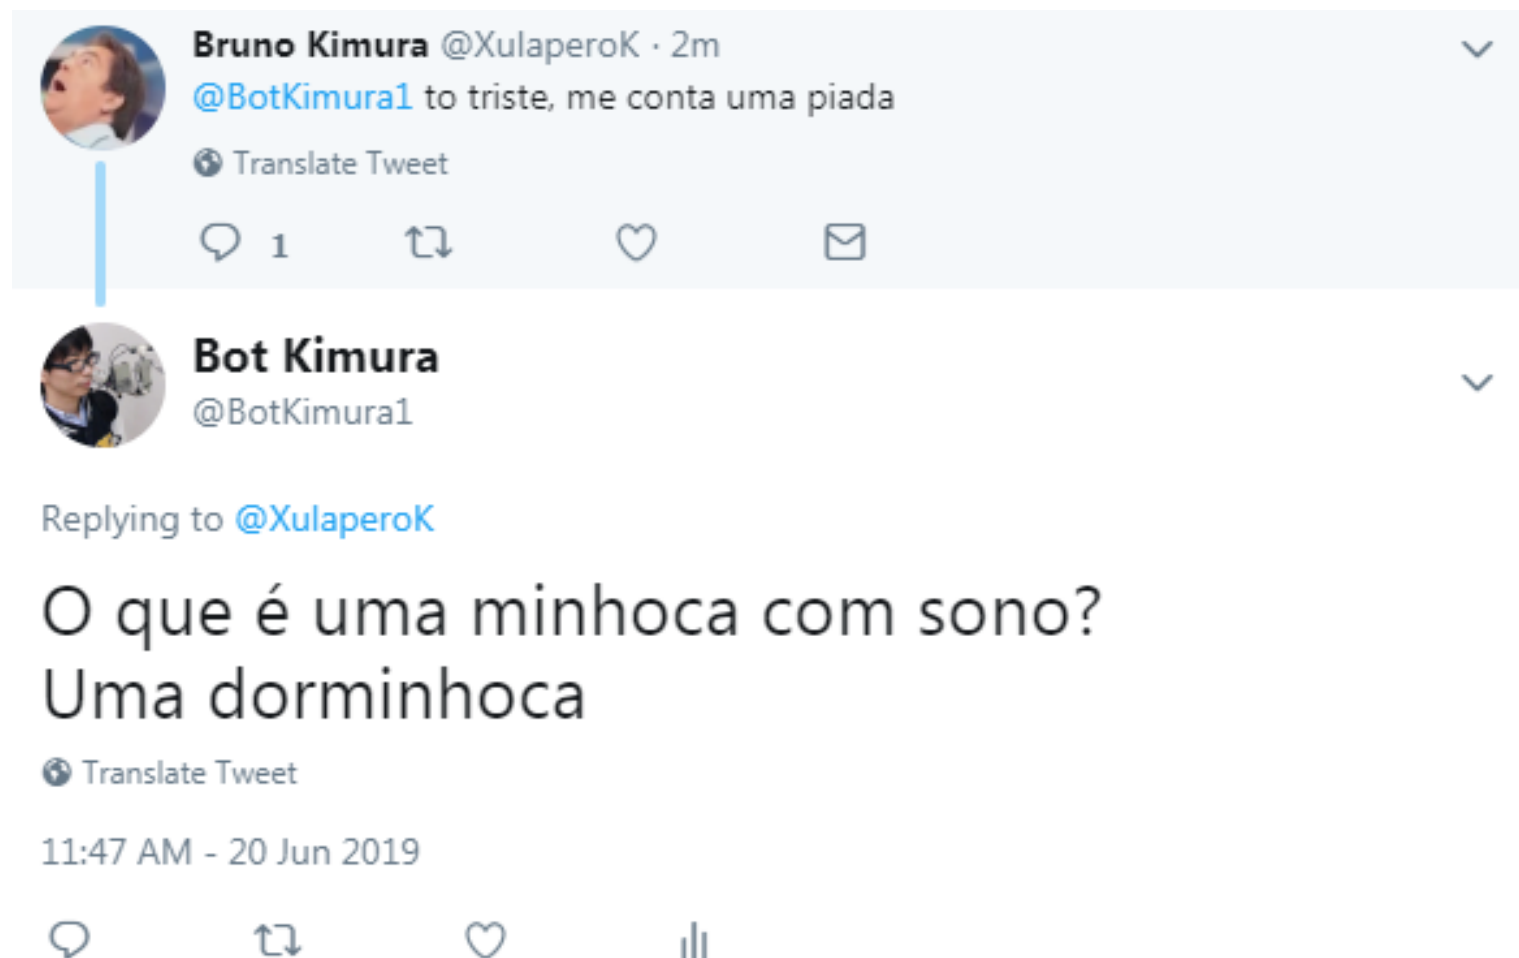 Bruno Kimura @XulaperoK · 2m
@BotKimura1 to triste, me conta uma piada
Translate Tweet
1
Bot Kimura
@BotKimura1
Replying to @XulaperoK
O que é uma minhoca com sono?
Uma dorminhoca
Translate Tweet
11:47 AM - 20 Jun 2019